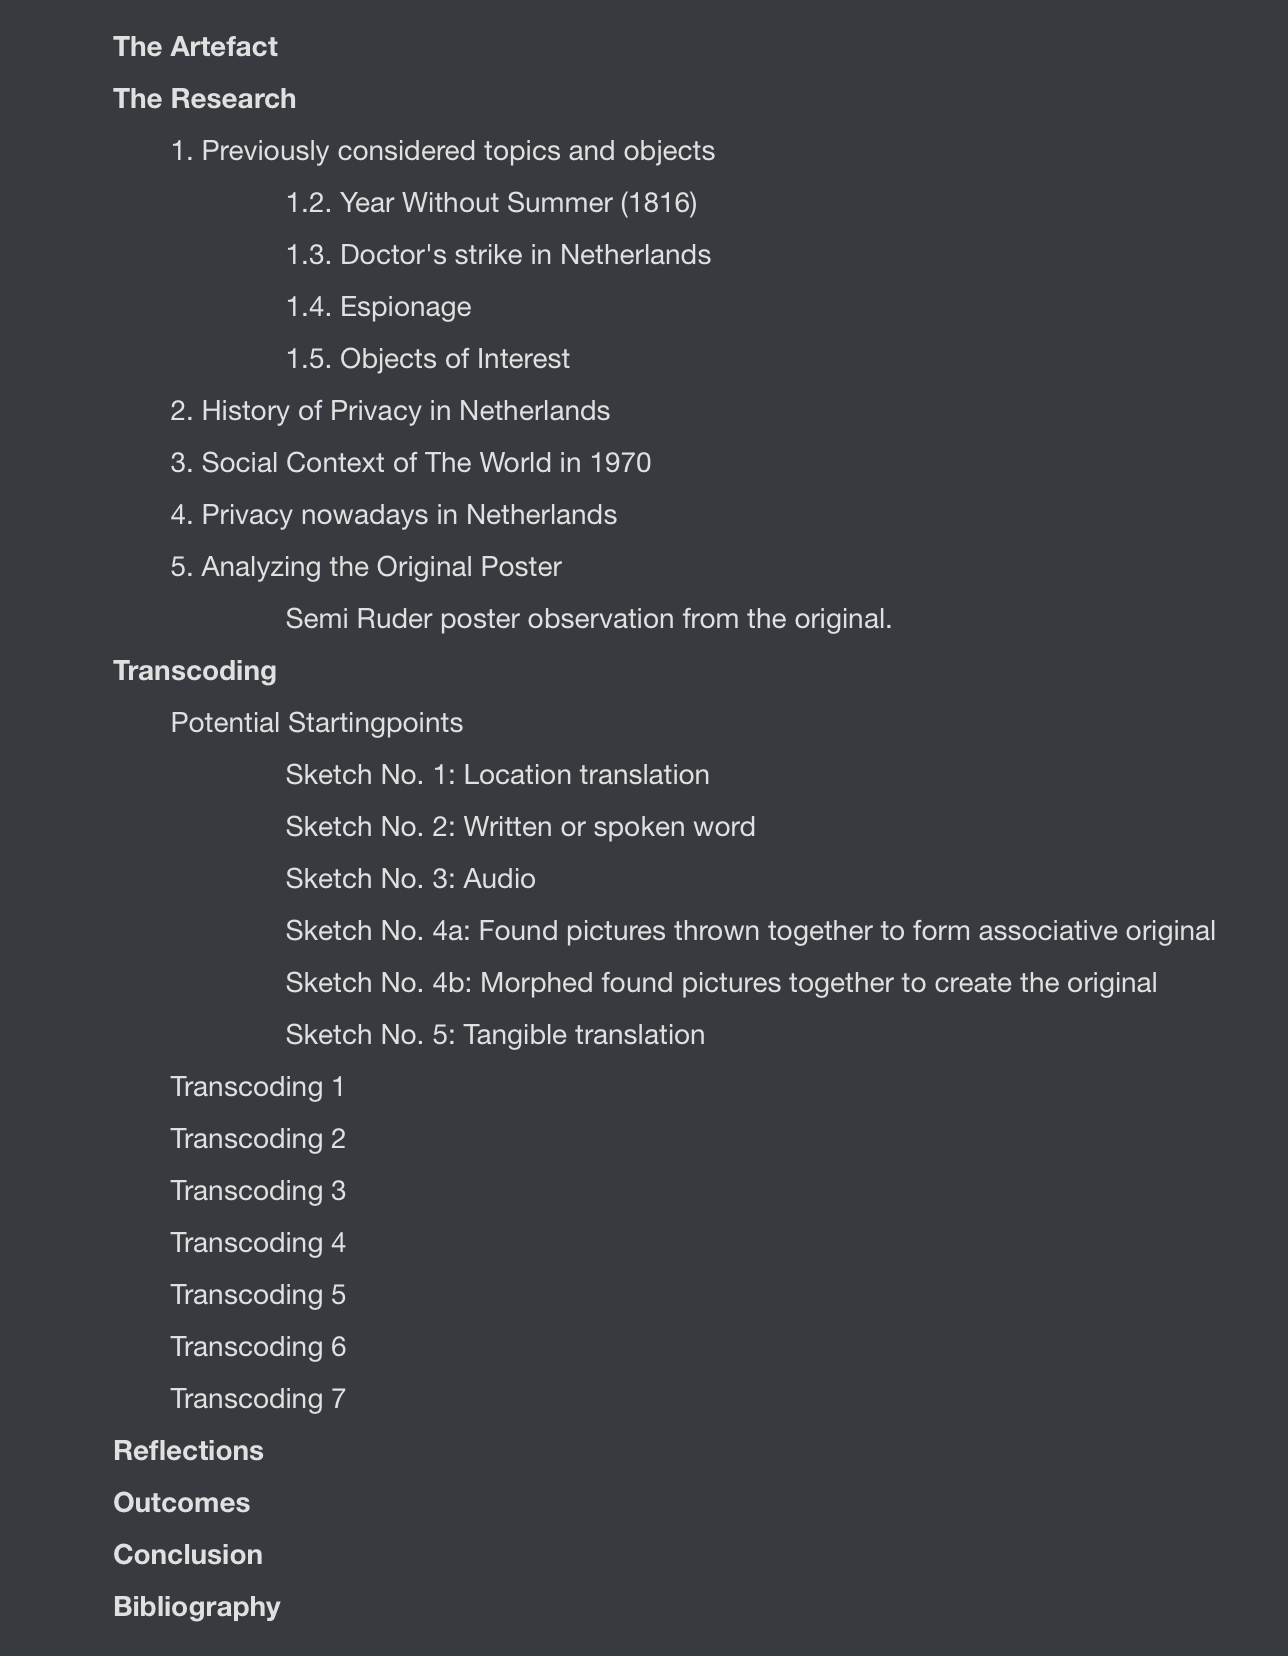 The Artefact
The Research
1. Previously considered topics and objects
1.2. Year Without Summer (1816)
1.3. Doctor's strike in Netherlands
1.4. Espionage
1.5. Objects of Interest
2. History of Privacy in Netherlands
3. Social Context of The World in 1970
4. Privacy nowadays in Netherlands
5. Analyzing the Original Poster
Semi Ruder poster observation from the original.
Transcoding
Potential Startingpoints
Sketch No. 1: Location translation
Sketch No. 2: Written or spoken word
Sketch No. 3: Audio
Sketch No. 4a: Found pictures thrown together to form associative original
Sketch No. 4b: Morphed found pictures together to create the original
Sketch No. 5: Tangible translation
Transcoding 1
Transcoding 2
Transcoding 3
Transcoding 4
Transcoding 5
Transcoding 6
Transcoding 7
Reflections
Outcomes
Conclusion
Bibliography